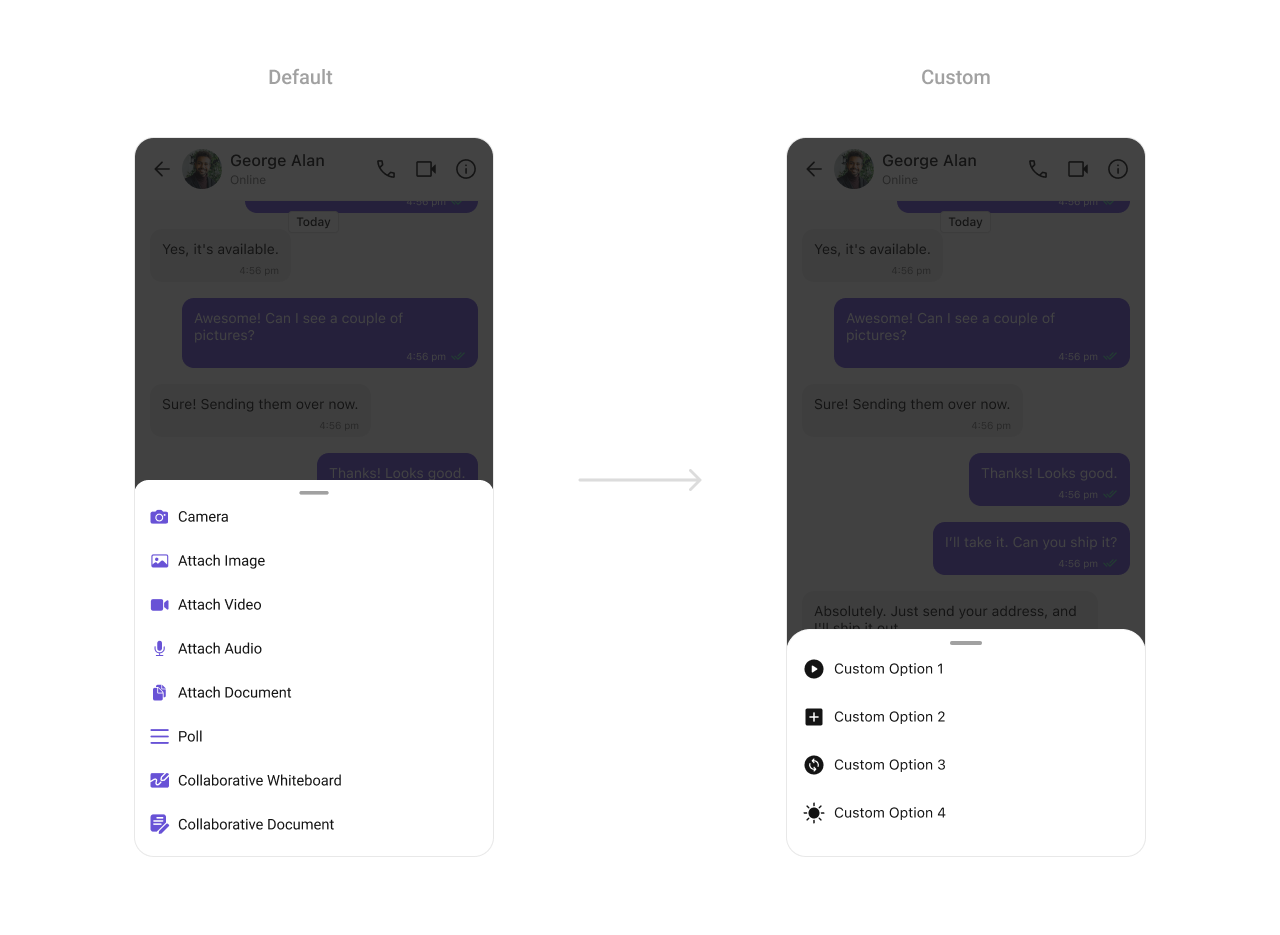 Default
George Alan
Online
4:56 pm
Today
Yes, it's available.
4:56 pm
Awesome! Can I see a couple of
pictures?
4:56 pm
Sure! Sending them over now.
4:56 pm
Thanks! Looks good.
Camera
Attach Image
Attach Video
Attach Audio
Attach Document
Poll
Collaborative Whiteboard
Collaborative Document
Custom
George Alan
Online
4:56 pm
Today
Yes, it's available.
4:56 pm
Awesome! Can I see a couple of
pictures?
4:56 pm
Sure! Sending them over now.
4:56 pm
Thanks! Looks good.
4:56 pm
I'll take it. Can you ship it?
4:56 pm
Absolutely. Just send your address, and
I'll ship it out.
Custom Option 1
Custom Option 2
Custom Option 3
Custom Option 4